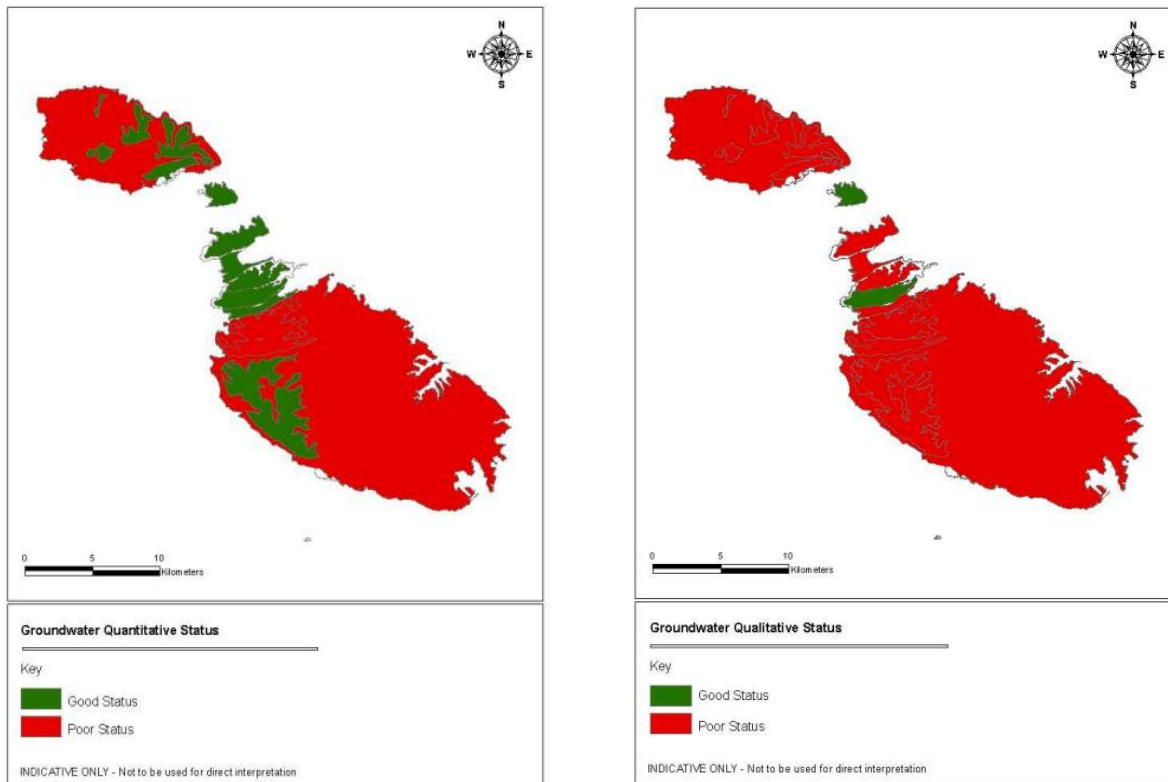 N
W E
S
0 5 10
Kilometers
Groundwater Quantitative Status
Key
Good Status
Poor Status
INDICATIVE ONLY - Not to be used for direct interpretation
N
W E
S
0 5 10
Kilometers
Groundwater Qualitative Status
Key
Good Status
Poor Status
INDICATIVE ONLY - Not to be used for direct interpretation